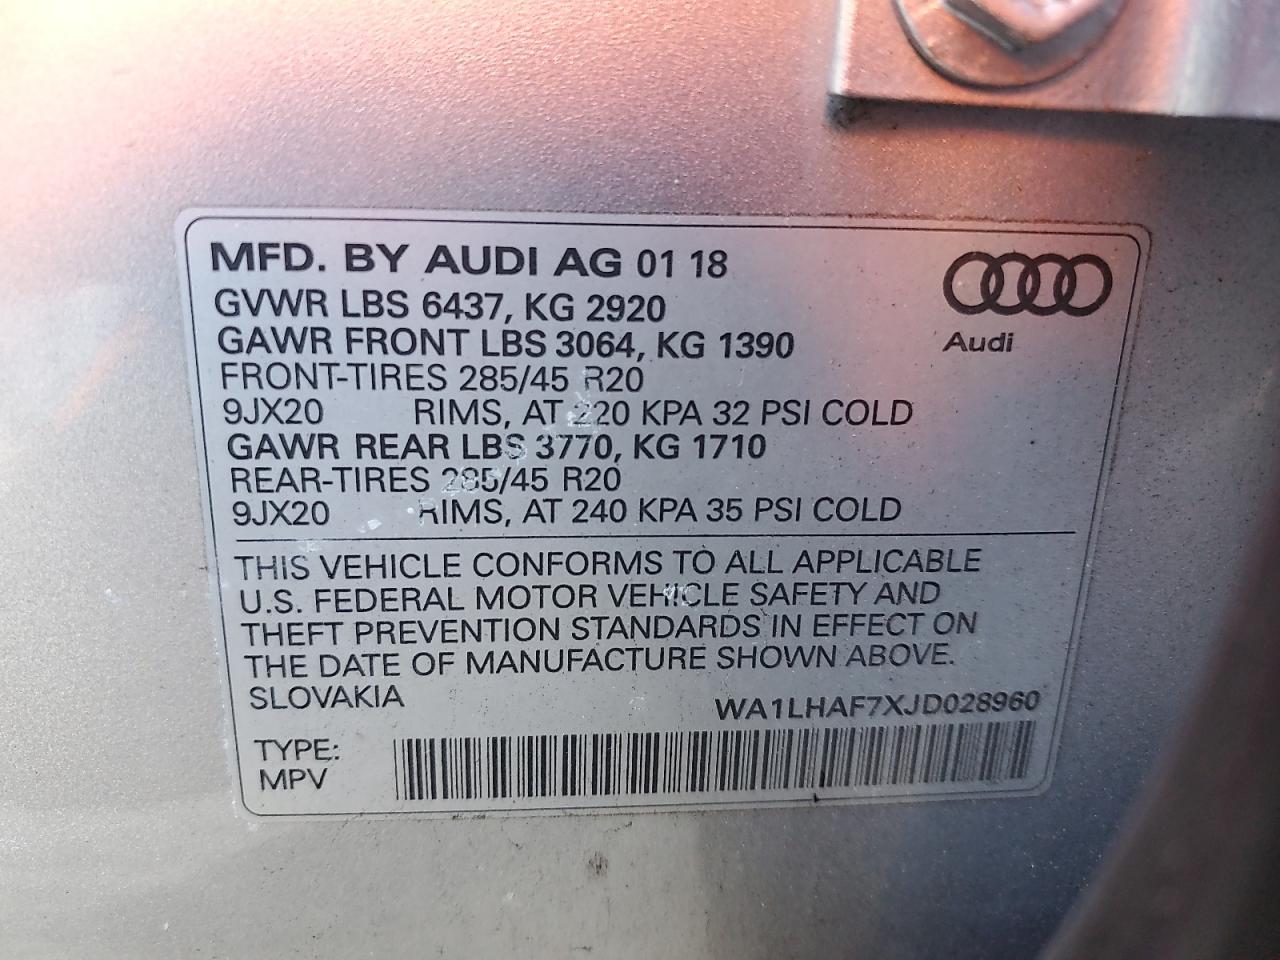 MFD. BY AUDI AG 01 18
GVWR LBS 6437, KG 2920
GAWR FRONT LBS 3064, KG 1390
Audi
FRONT-TIRES 285/45 R20
9JX20 RIMS, AT 220 KPA 32 PSI COLD
GAWR REAR LBS 3770, KG 1710
REAR-TIRES 285/45 R20
9JX20 RIMS, AT 240 KPA 35 PSI COLD
THIS VEHICLE CONFORMS TO ALL APPLICABLE
U.S. FEDERAL MOTOR VEHICLE SAFETY AND
THEFT PREVENTION STANDARDS IN EFFECT ON
THE DATE OF MANUFACTURE SHOWN ABOVE.
SLOVAKIA WA1LHAF7XJD028960
TYPE:
MPV